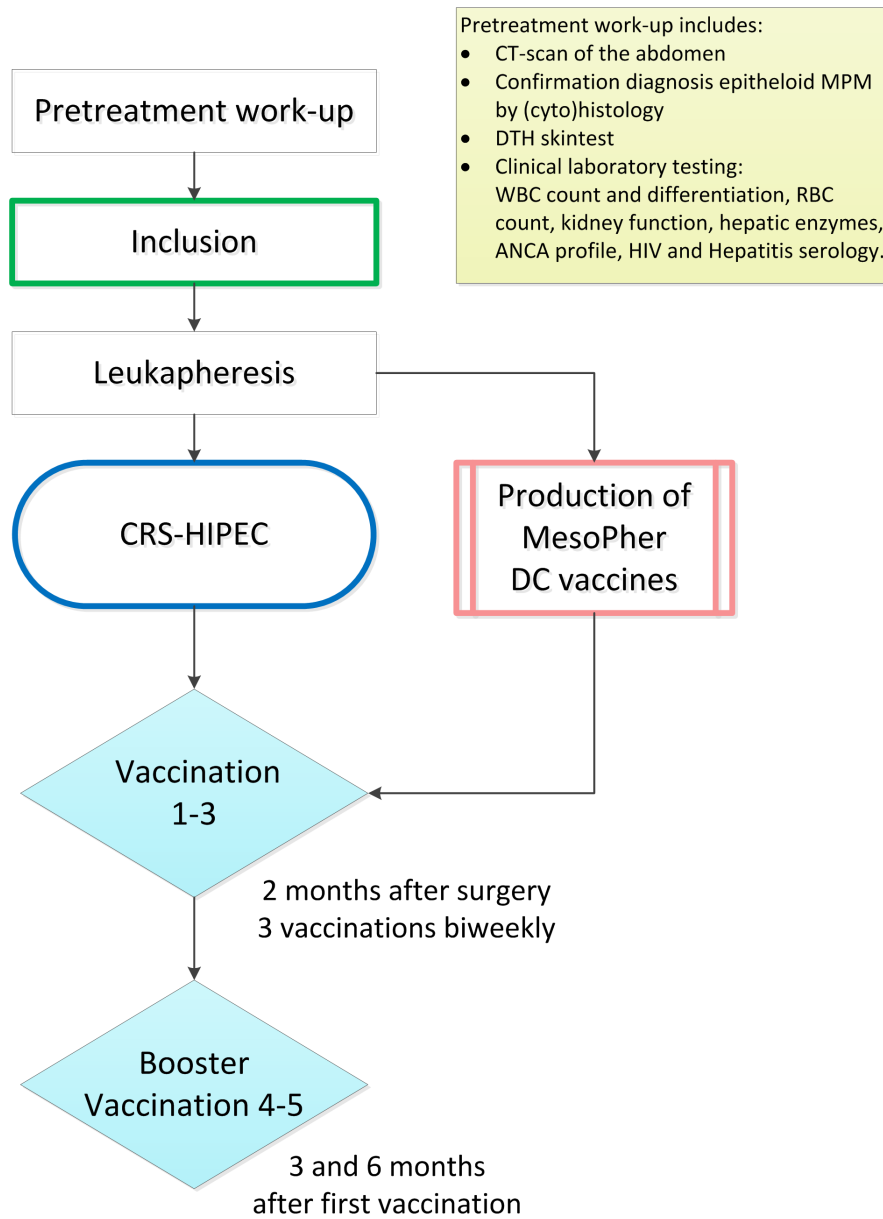 Pretreatment work-up includes:
• CT-scan of the abdomen
• Confirmation diagnosis epitheloid MPM
by (cyto)histology
• DTH skintest
• Clinical laboratory testing:
WBC count and differentiation, RBC
count, kidney function, hepatic enzymes,
ANCA profile, HIV and Hepatitis serology.
Pretreatment work-up
Inclusion
Leukapheresis
CRS-HIPEC
Production of
MesoPher
DC vaccines
Vaccination
1-3
2 months after surgery
3 vaccinations biweekly
Booster
Vaccination 4-5
3 and 6 months
after first vaccination